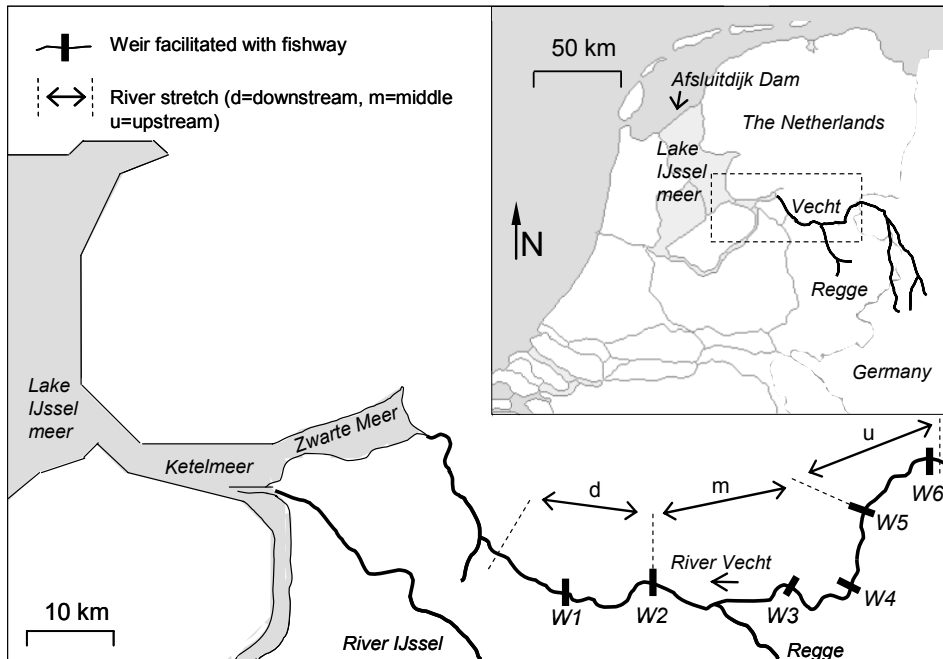 Weir facilitated with fishway
River stretch (d=downstream, m=middle
u=upstream)
50 km
Afsluitdijk Dam
The Netherlands
Lake
IJssel
meer
Vecht
N
Regge
Germany
Lake
IJssel
meer
Zwarte Meer
Ketelmeer
u
d
m
W6
W5
River Vecht
W1
W2
W3
W4
10 km
River IJssel
Regge